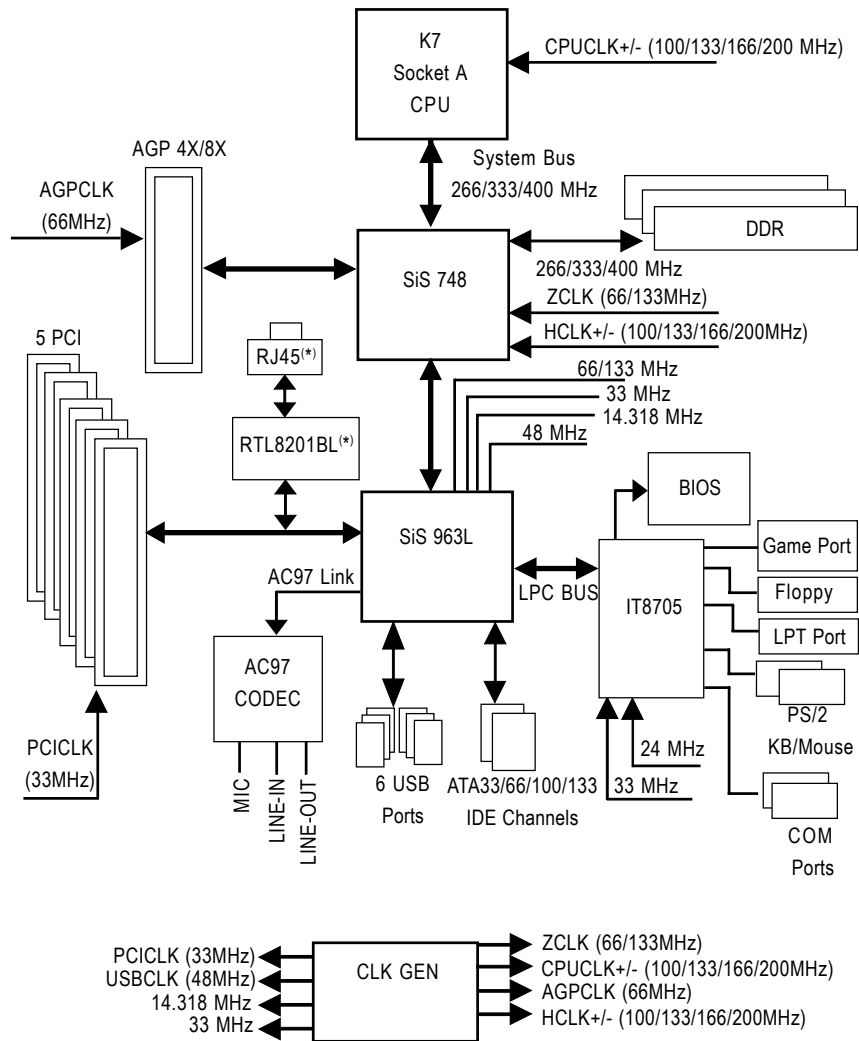 K7
Socket A
CPU
CPUCLK+/- (100/133/166/200 MHz)
AGP 4X/8X
System Bus
266/333/400 MHz
AGPCLK
(66MHz)
DDR
SiS 748
266/333/400 MHz
ZCLK (66/133MHz)
HCLK+/- (100/133/166/200MHz)
5 PCI
RJ45(*)
66/133 MHz
33 MHz
14.318 MHz
48 MHz
RTL8201BL(*)
BIOS
SiS 963L
Game Port
AC97 Link
LPC BUS
IT8705
Floppy
LPT Port
AC97
CODEC
PS/2
KB/Mouse
PCICLK
(33MHz)
24 MHz
33 MHz
MIC
LINE-IN
LINE-OUT
6 USB
Ports
ATA33/66/100/133
IDE Channels
COM
Ports
CLK GEN
PCICLK (33MHz)
USBCLK (48MHz)
14.318 MHz
33 MHz
ZCLK (66/133MHz)
CPUCLK+/- (100/133/166/200MHz)
AGPCLK (66MHz)
HCLK+/- (100/133/166/200MHz)